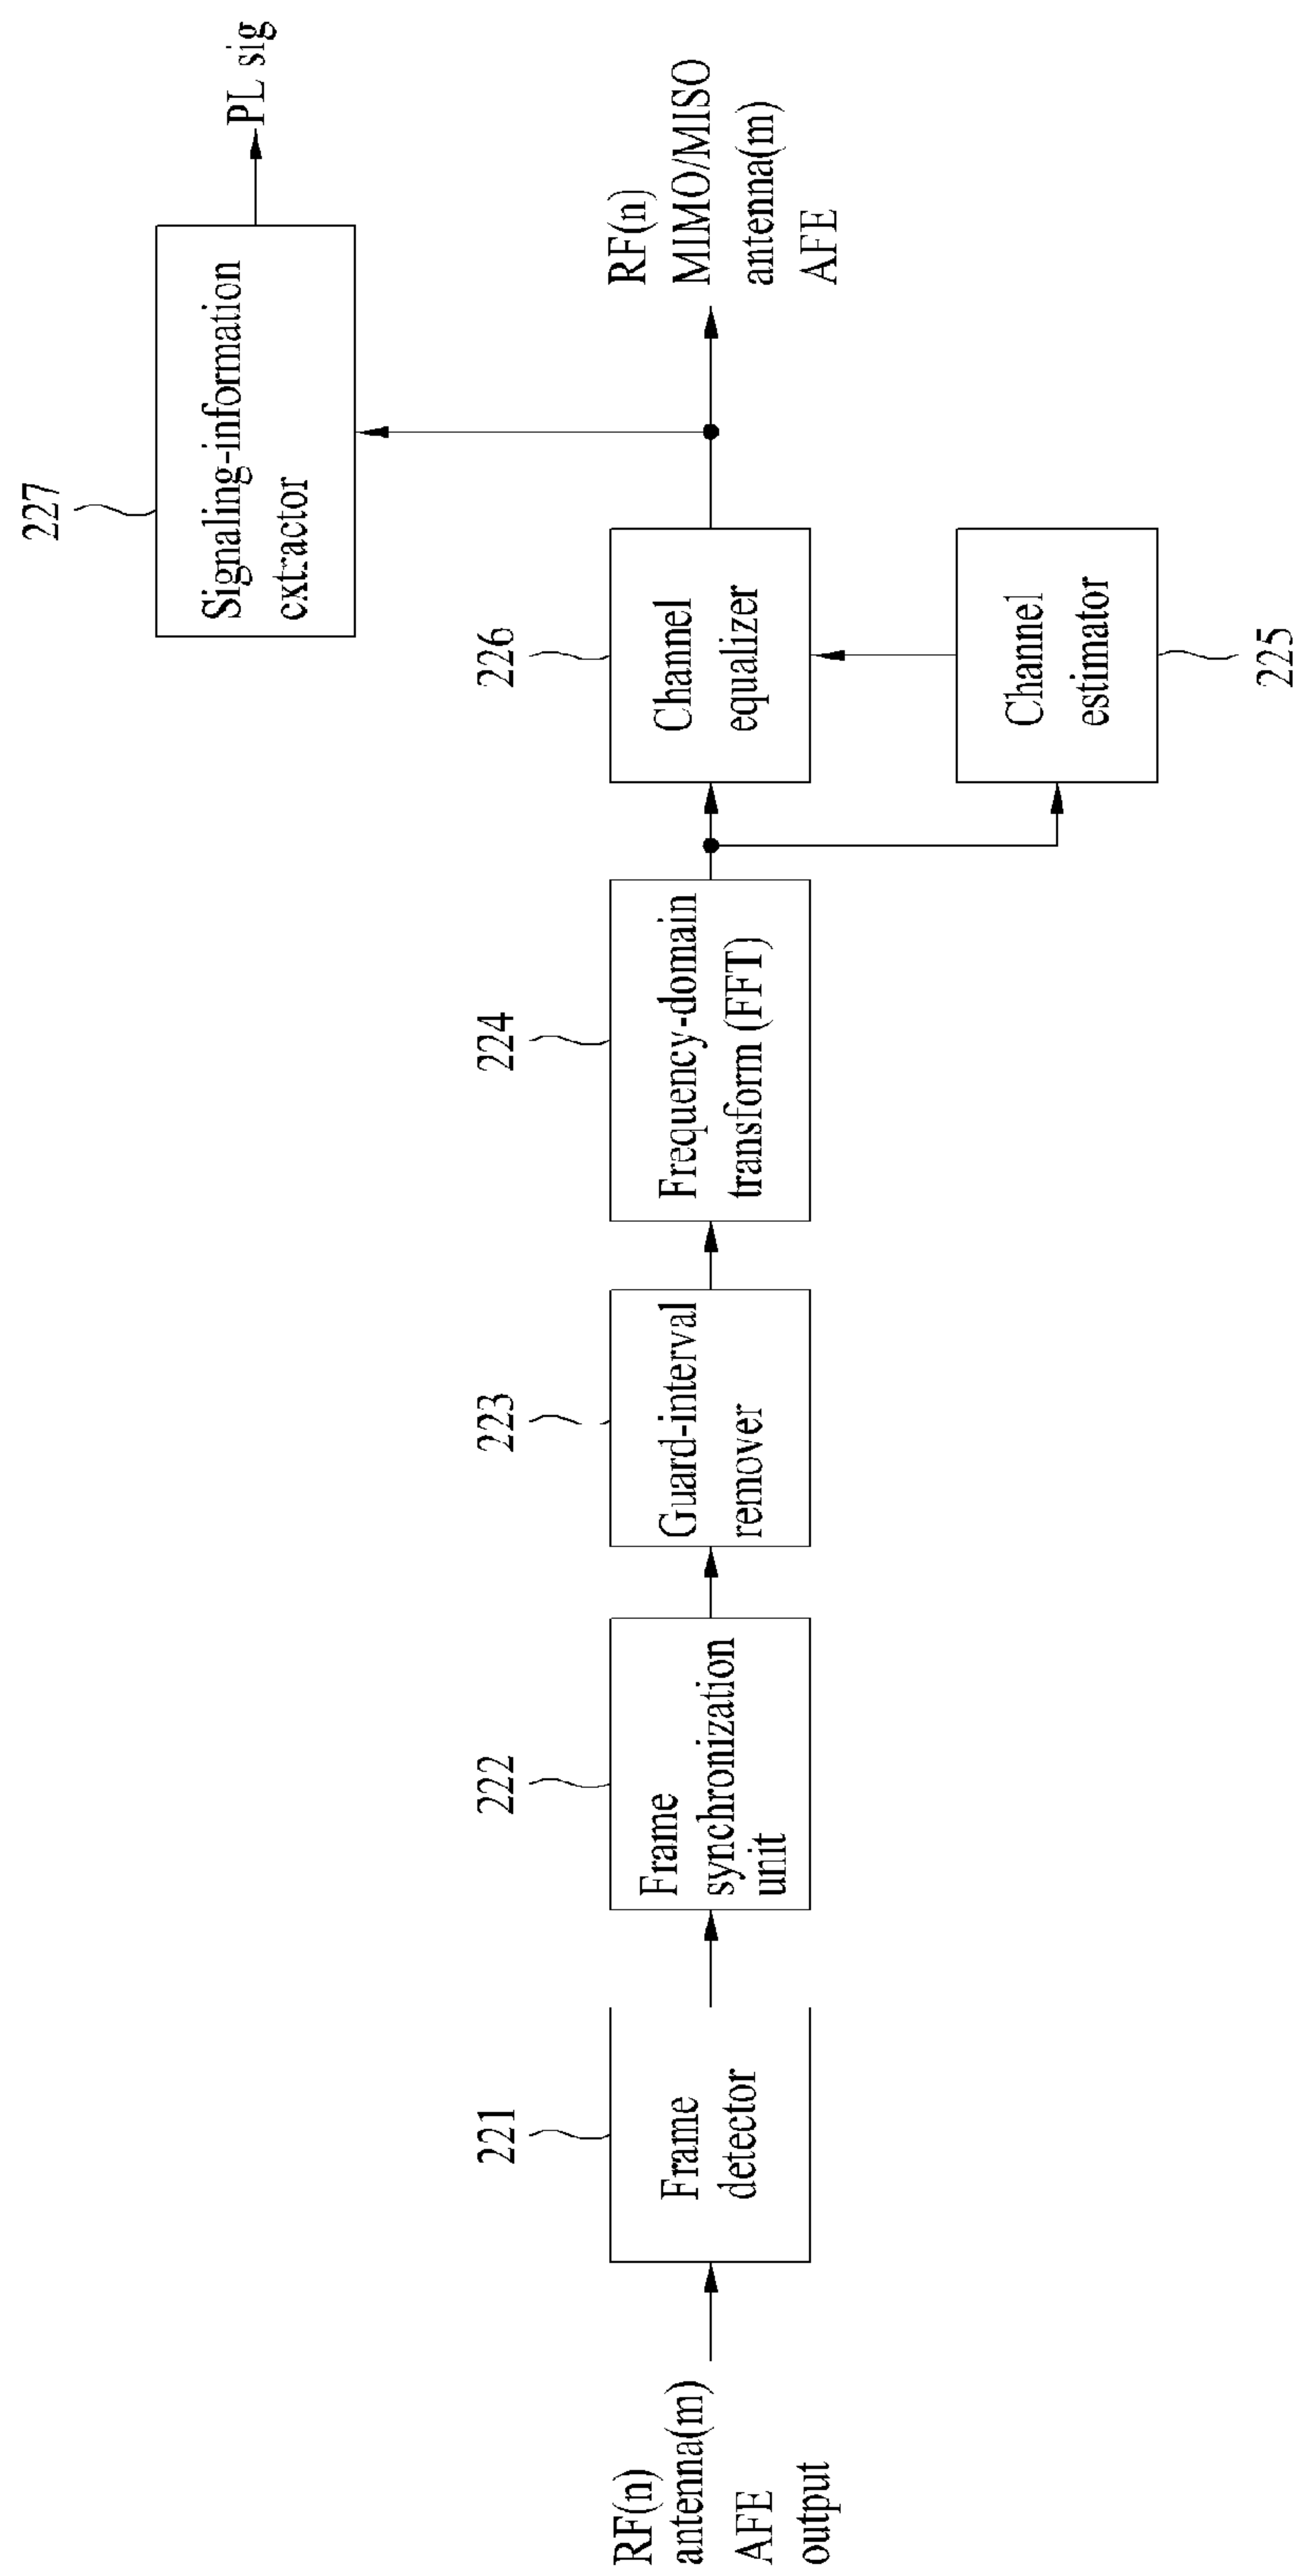 227
Signaling-information
extractor
PL sig
RF(n)
antenna(m)
AFE
output
221
Frame
detector
222
Frame
synchronization
unit
223
Guard-interval
remover
224
Frequency-domain
transform (FFT)
226
Channel
equalizer
RF(n)
MIMO/MISO
antenna(m)
AFE
Channel
estimator
225